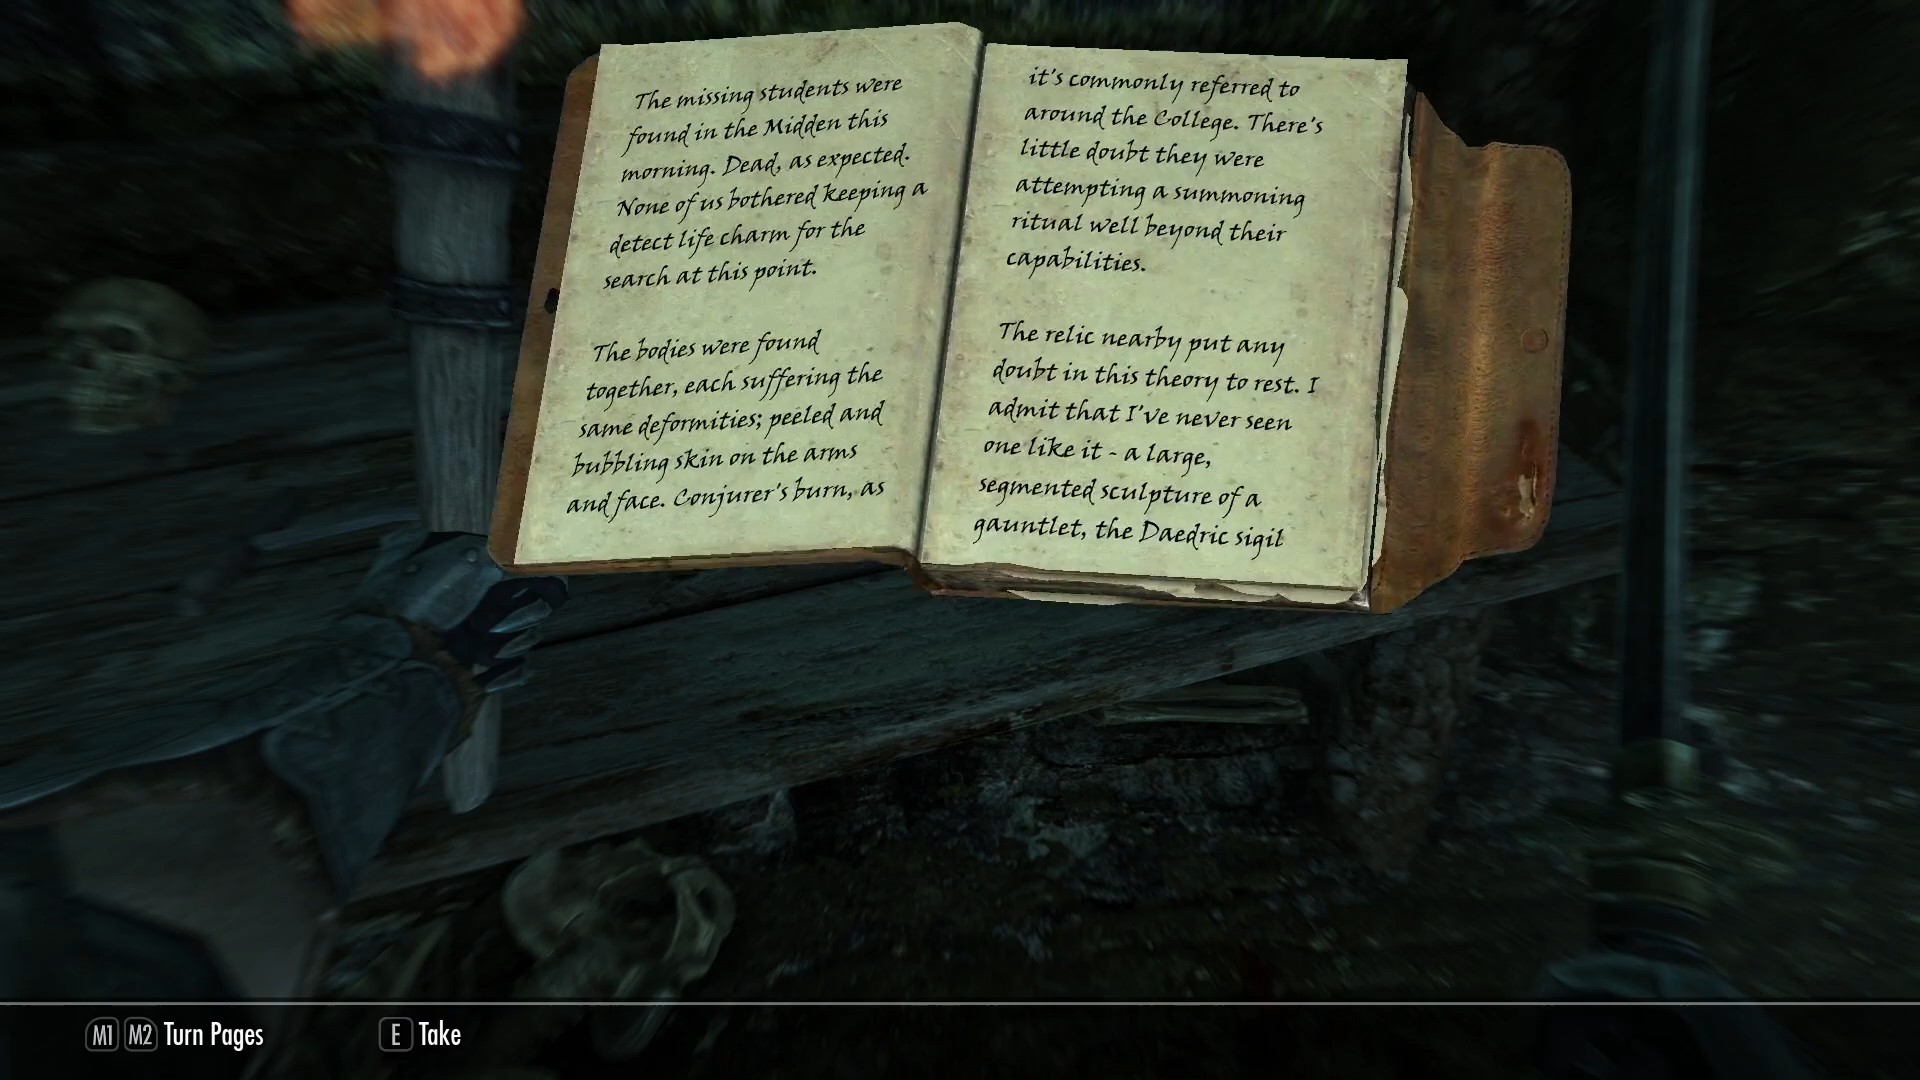 The missing students were
found in the Midden this
morning. Dead, as expected.
None of us bothered keeping a
detect life charm for the
search at this point.
The bodies were found
together, each suffering the
same deformities; peeled and
bubbling skin on the arms
and face. Conjurer's burn, as
it's commonly referred to
around the College. There's
little doubt they were
attempting a summoning
ritual well beyond their
capabilities.
The relic nearby put any
doubt in this theory to rest. I
admit that I've never seen
one like it - a large,
segmented sculpture of a
gauntlet, the Daedric sigil
M1 M2 Turn Pages
E Take